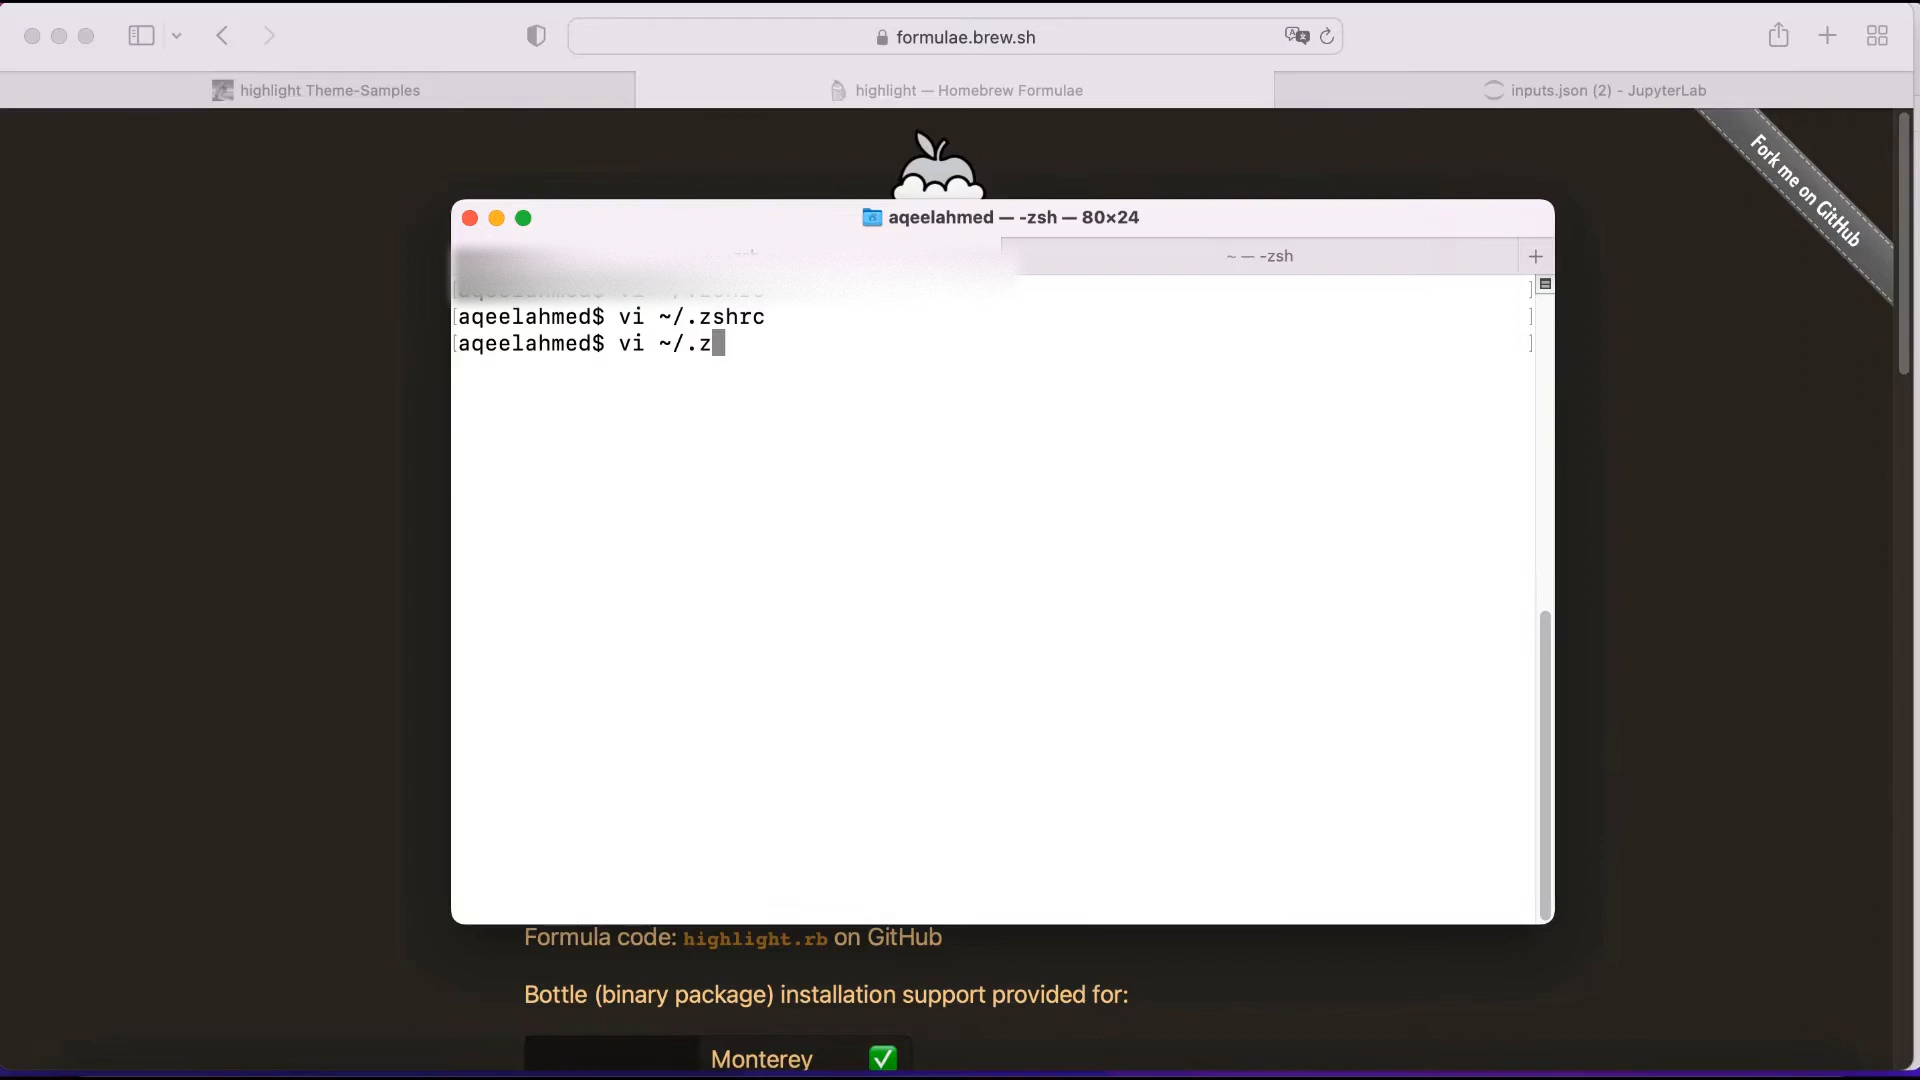 formulae.brew.sh
highlight Theme-Samples
highlight — Homebrew Formulae
inputs.json (2) - JupyterLab
Fork me on GitHub
aqeelahmed — -zsh — 80×24
~ — -zsh
aqeelahmed$ vi ~/.zshrc
aqeelahmed$ vi ~/.z
Formula code: highlight.rb on GitHub
Bottle (binary package) installation support provided for:
Monterey ✅